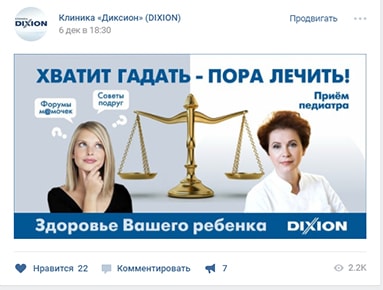 DIXION
Клиника «Диксион» (DIXION)
Продвигать
6 дек в 18:30
ХВАТИТ ГАДАТЬ - ПОРА ЛЕЧИТЬ!
Форумы
м@мочек
Советы
подруг
Приём
педиатра
Здоровье Вашего ребенка
DIXION
Нравится 22
Комментировать
7
2.2K